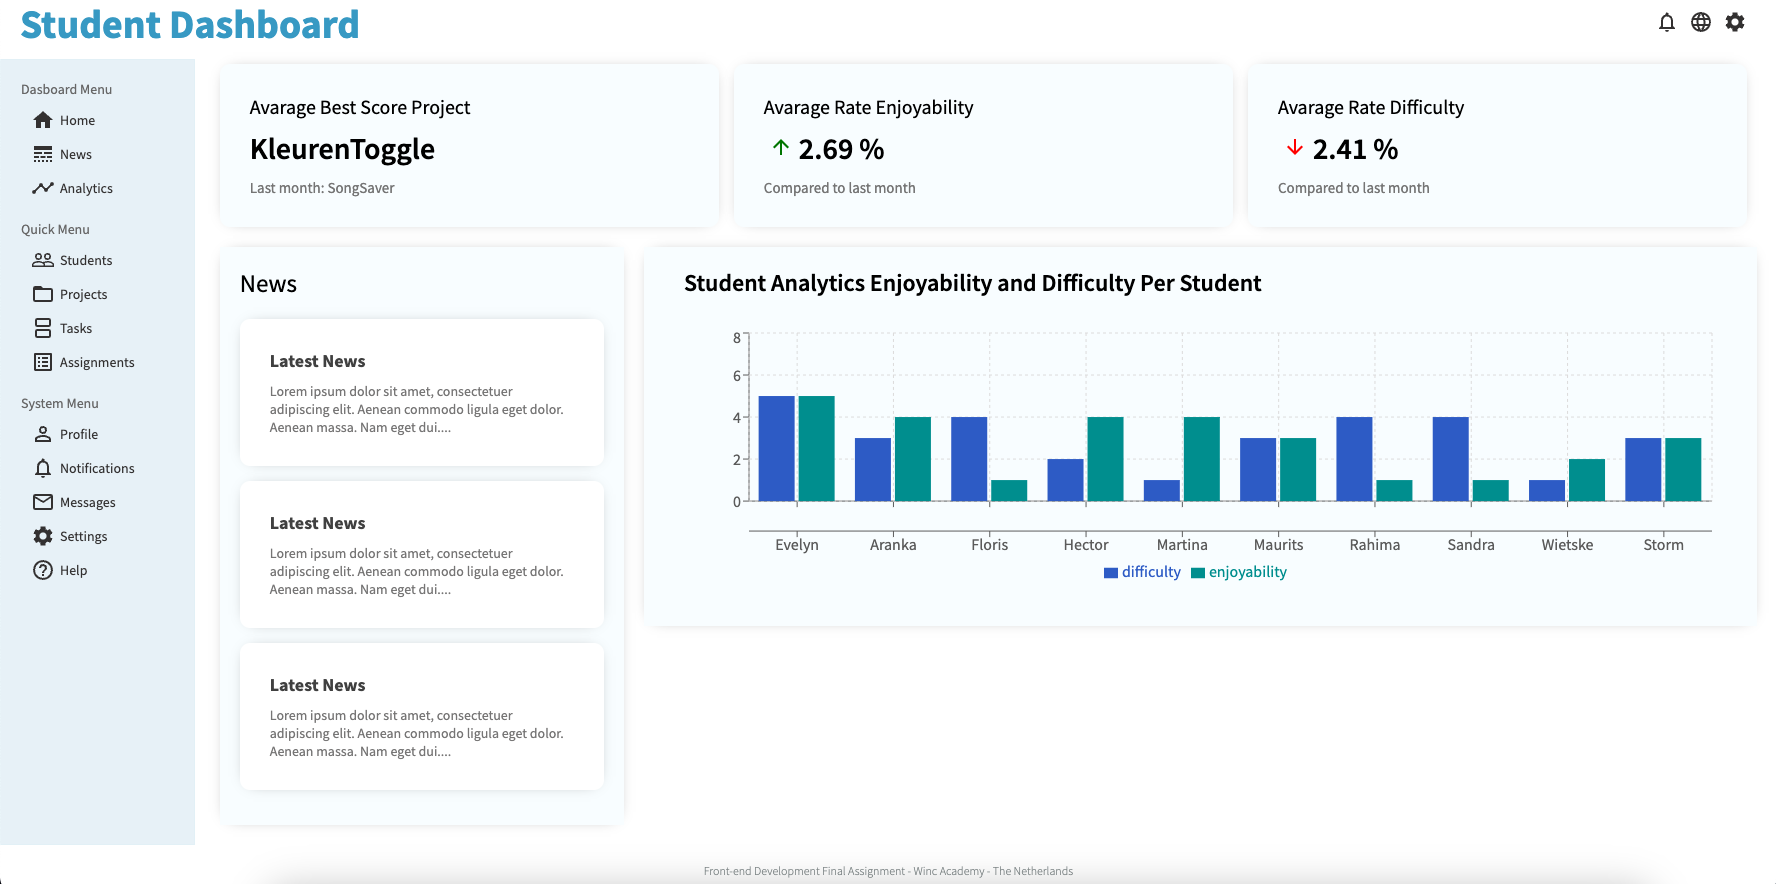 Student Dashboard
Dasboard Menu
Home
News
Analytics
Quick Menu
Students
Projects
Tasks
Assignments
System Menu
Profile
Notifications
Messages
Settings
Help
Avarage Best Score Project
KleurenToggle
Last month: SongSaver
Avarage Rate Enjoyability
2.69 %
Compared to last month
Avarage Rate Difficulty
2.41 %
Compared to last month
News
Latest News
Lorem ipsum dolor sit amet, consectetuer
adipiscing elit. Aenean commodo ligula eget dolor.
Aenean massa. Nam eget dui....
Latest News
Lorem ipsum dolor sit amet, consectetuer
adipiscing elit. Aenean commodo ligula eget dolor.
Aenean massa. Nam eget dui....
Latest News
Lorem ipsum dolor sit amet, consectetuer
adipiscing elit. Aenean commodo ligula eget dolor.
Aenean massa. Nam eget dui....
Student Analytics Enjoyability and Difficulty Per Student
8
6
4
2
0
Evelyn Aranka Floris Hector Martina Maurits Rahima Sandra Wietske Storm
difficulty enjoyability
Front-end Development Final Assignment - Winc Academy - The Netherlands